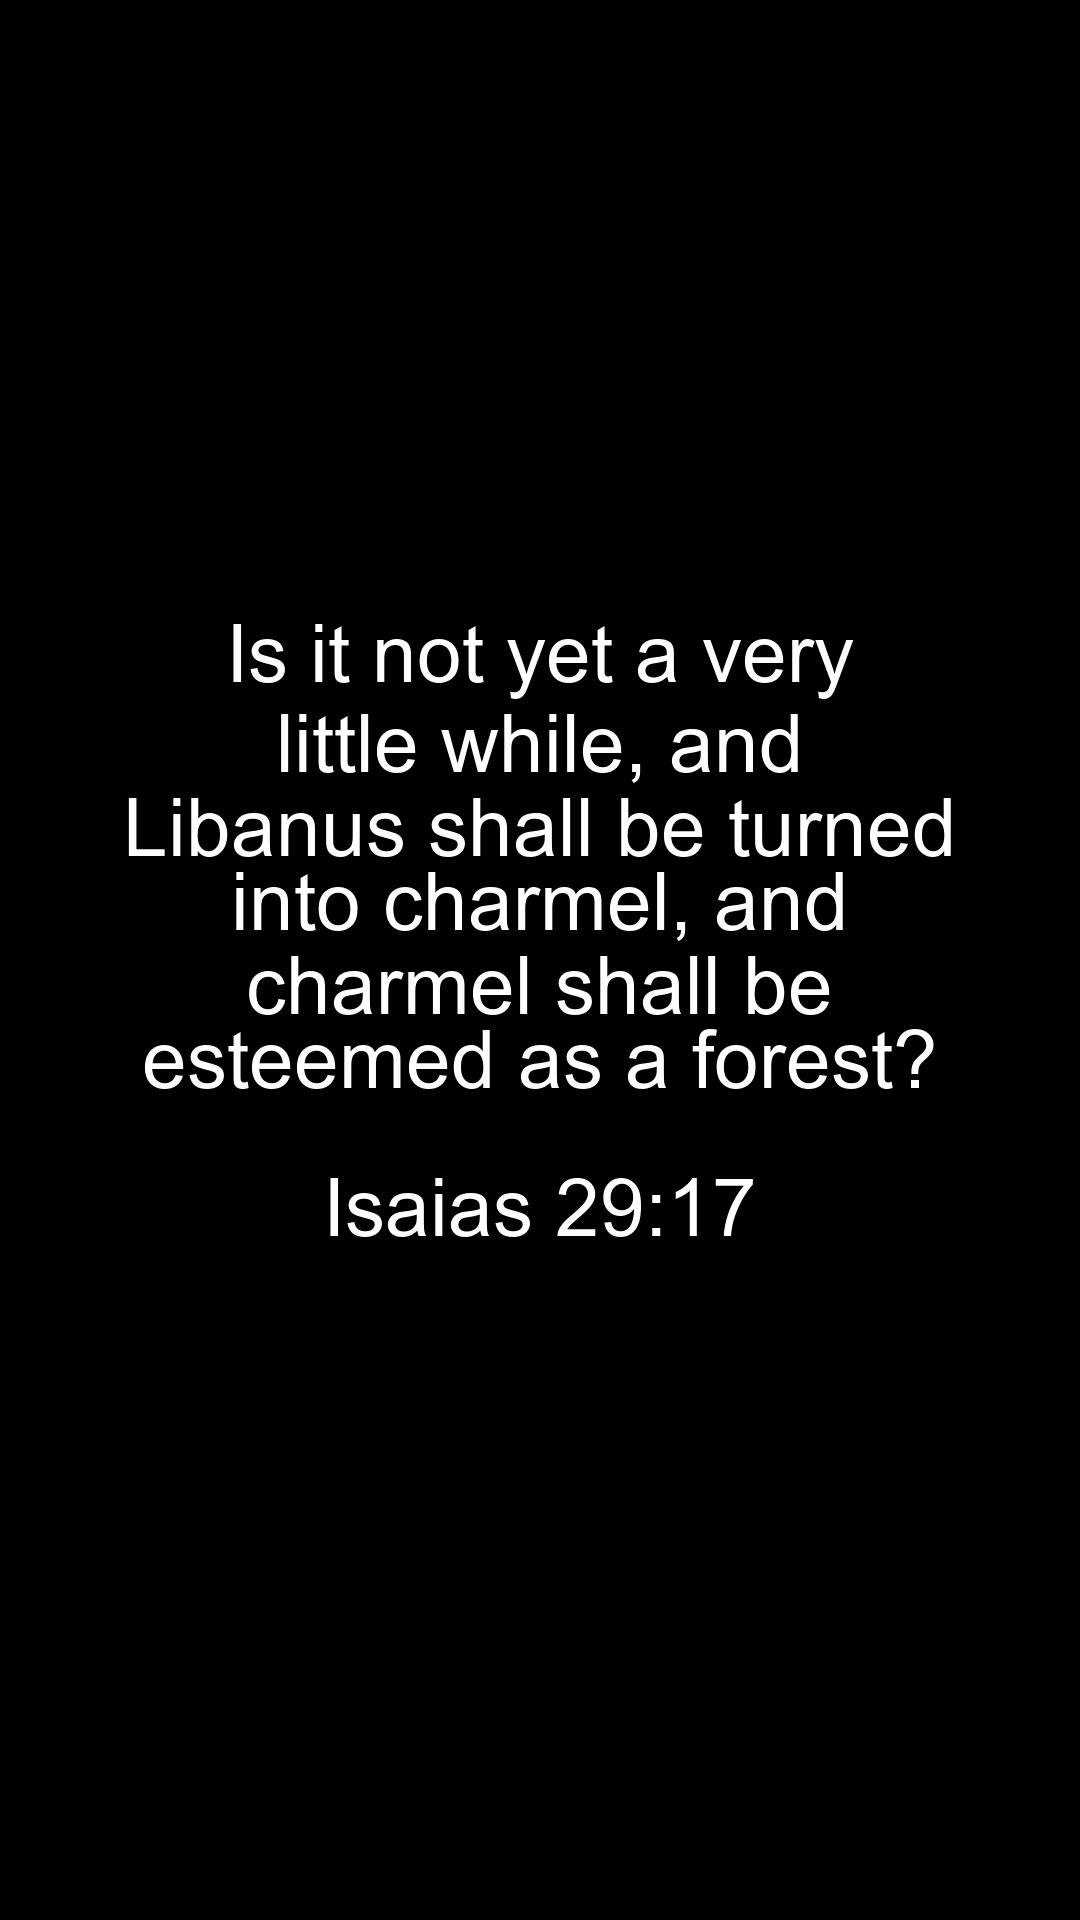 Is it not yet a very
little while, and
Libanus shall be turned
into charmel, and
charmel shall be
esteemed as a forest?
Isaias 29:17